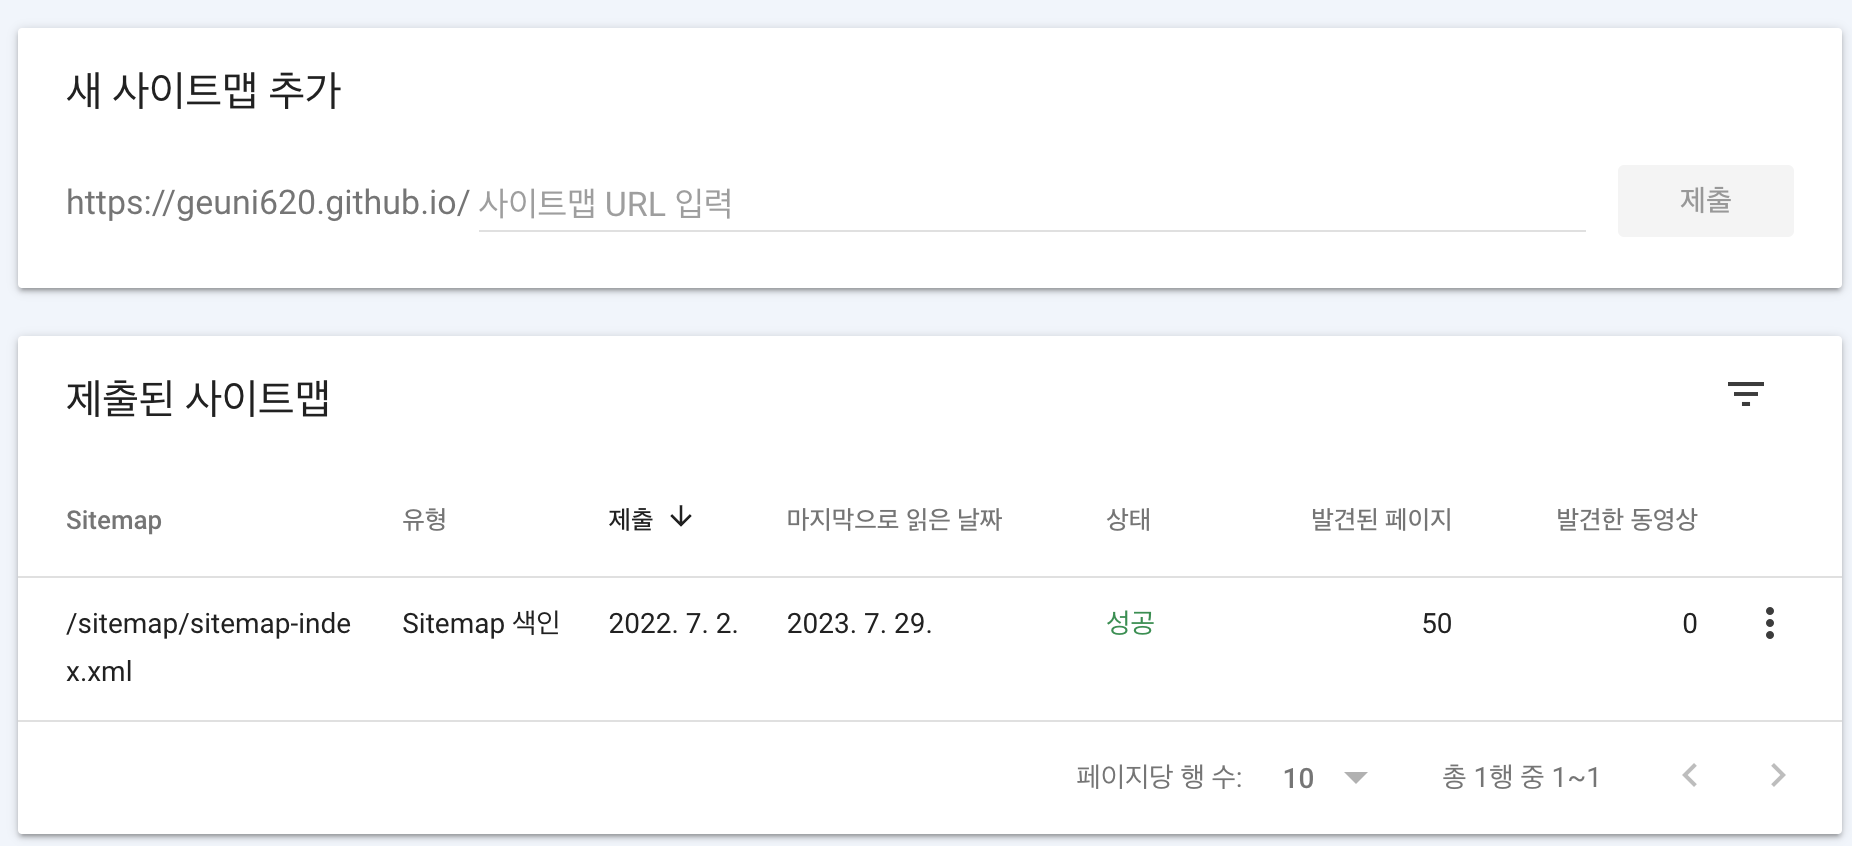 새 사이트맵 추가
https://geuni620.github.io/ 사이트맵 URL 입력
제출
제출된 사이트맵
Sitemap 유형 제출 마지막으로 읽은 날짜 상태 발견된 페이지 발견한 동영상
/sitemap/sitemap-inde Sitemap 색인 2022. 7. 2. 2023. 7. 29. 성공 50 0
x.xml
페이지당 행 수: 10 총 1행 중 1~1